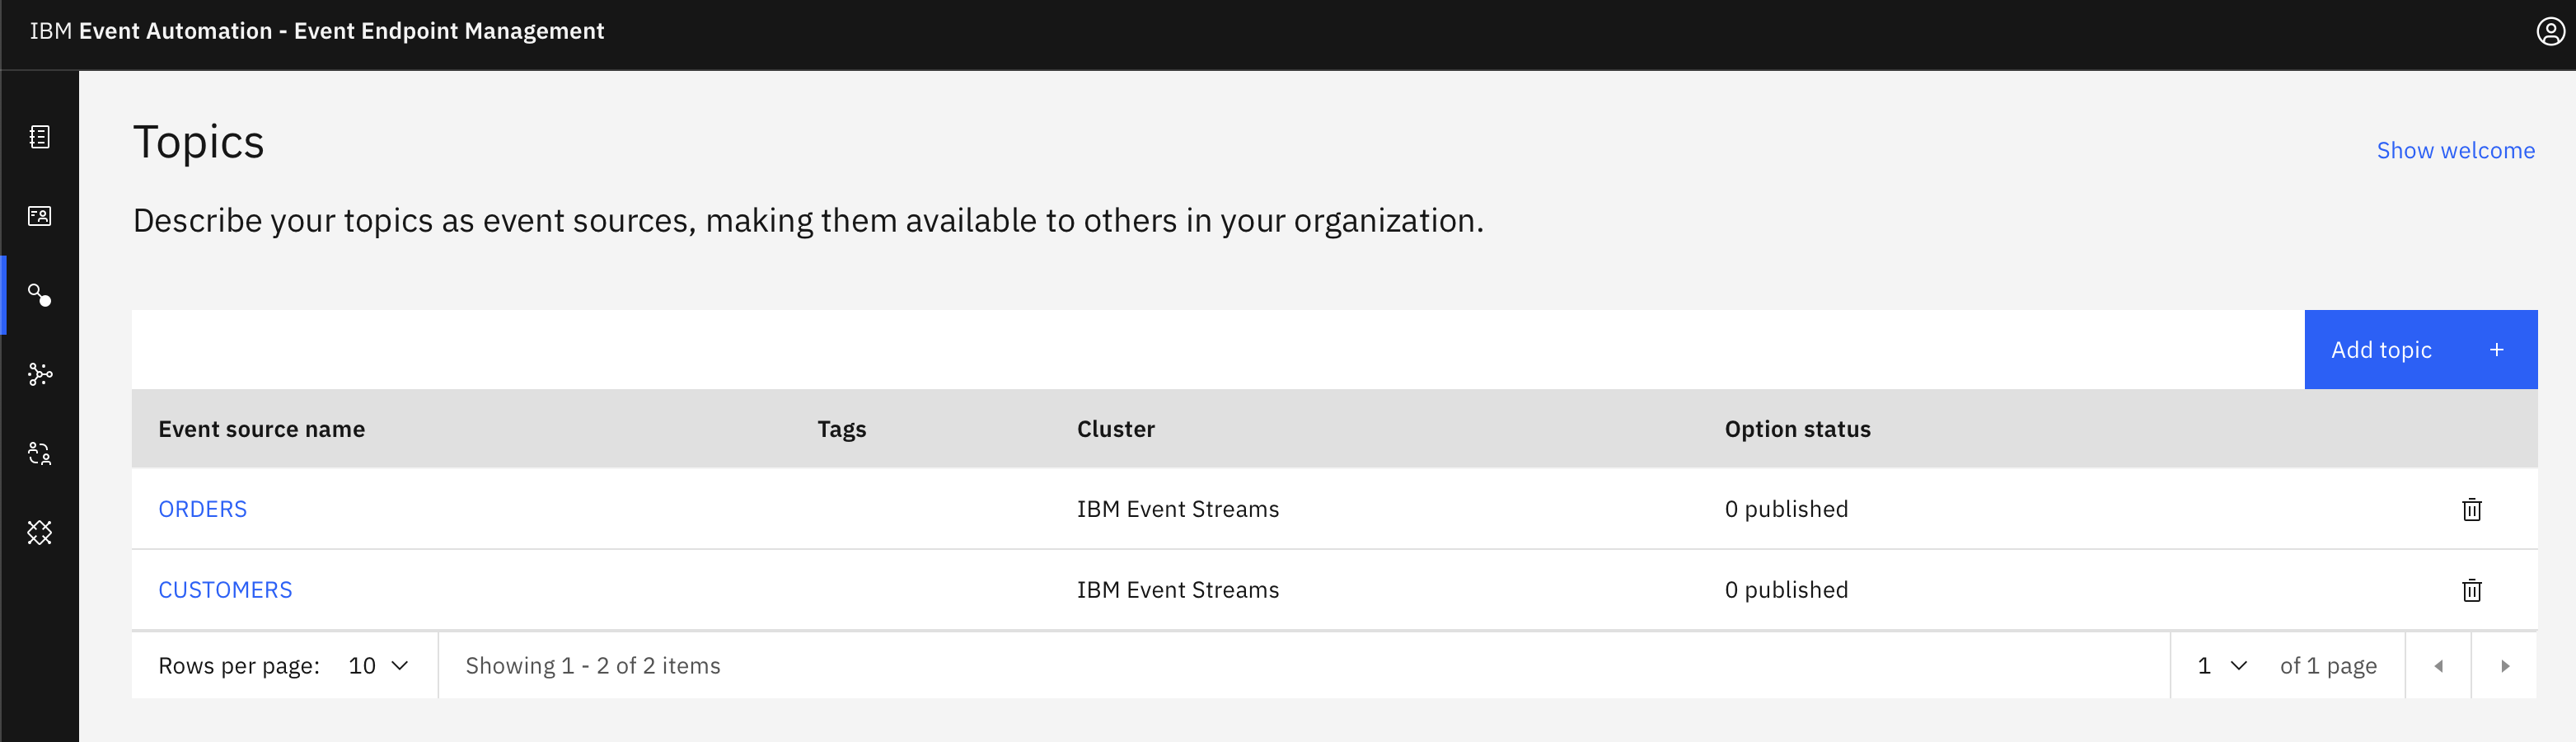 IBM Event Automation - Event Endpoint Management
Topics
Show welcome
Describe your topics as event sources, making them available to others in your organization.
Add topic +
Event source name Tags Cluster Option status
ORDERS IBM Event Streams 0 published
CUSTOMERS IBM Event Streams 0 published
Rows per page: 10 Showing 1 - 2 of 2 items 1 of 1 page